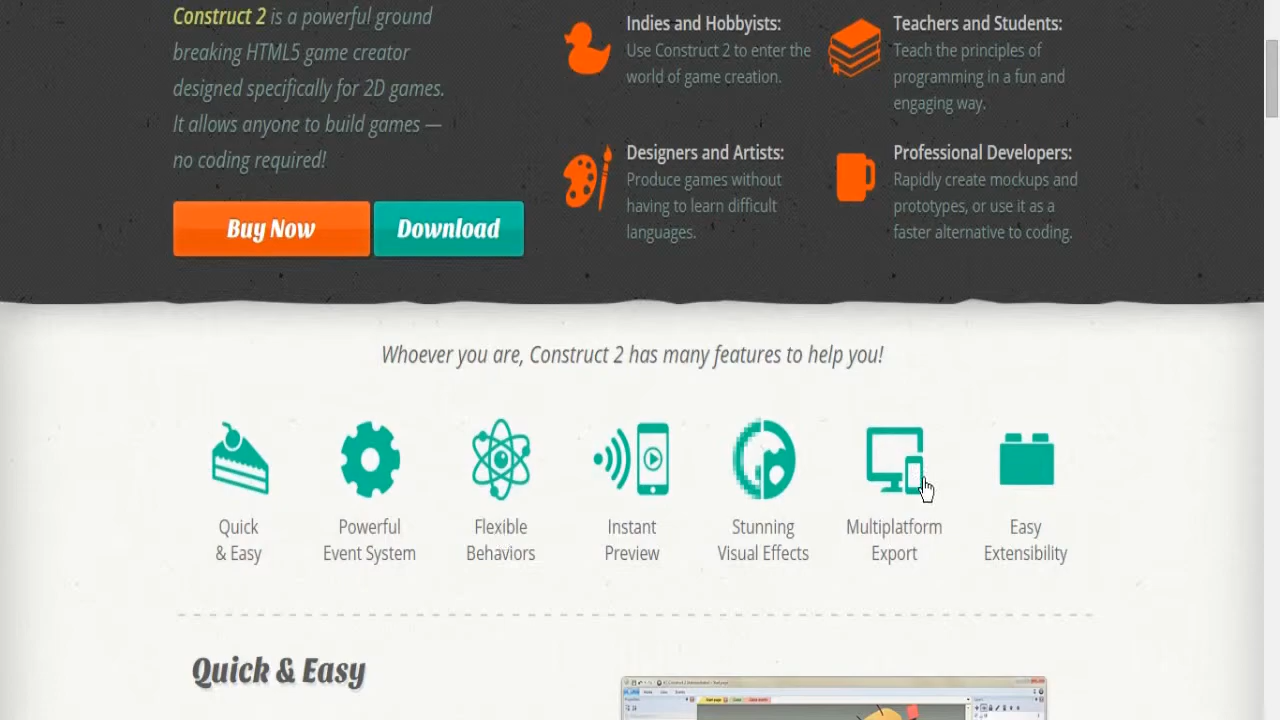 Construct 2 is a powerful ground
breaking HTML5 game creator
designed specifically for 2D games.
It allows anyone to build games —
no coding required!
Buy Now
Download
Indies and Hobbyists:
Use Construct 2 to enter the
world of game creation.
Teachers and Students:
Teach the principles of
programming in a fun and
engaging way.
Designers and Artists:
Produce games without
having to learn difficult
languages.
Professional Developers:
Rapidly create mockups and
prototypes, or use it as a
faster alternative to coding.
Whoever you are, Construct 2 has many features to help you!
Quick
& Easy
Powerful
Event System
Flexible
Behaviors
Instant
Preview
Stunning
Visual Effects
Multiplatform
Export
Easy
Extensibility
Quick & Easy